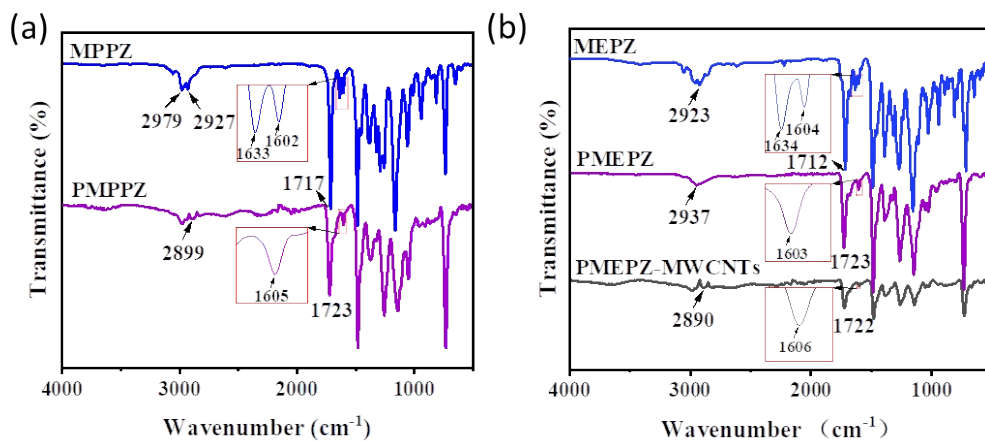 (a)
MPPZ
2979
2927
1633
1602
1717
PMPPZ
2899
1605
1723
Transmittance (%)
4000
3000
2000
1000
Wavenumber (cm-1)
(b)
MEPZ
2923
1634
1604
1712
PMEPZ
2937
1603
1723
PMEPZ-MWCNTs
2890
1606
1722
Transmittance (%)
4000
3000
2000
1000
Wavenumber （cm-1)